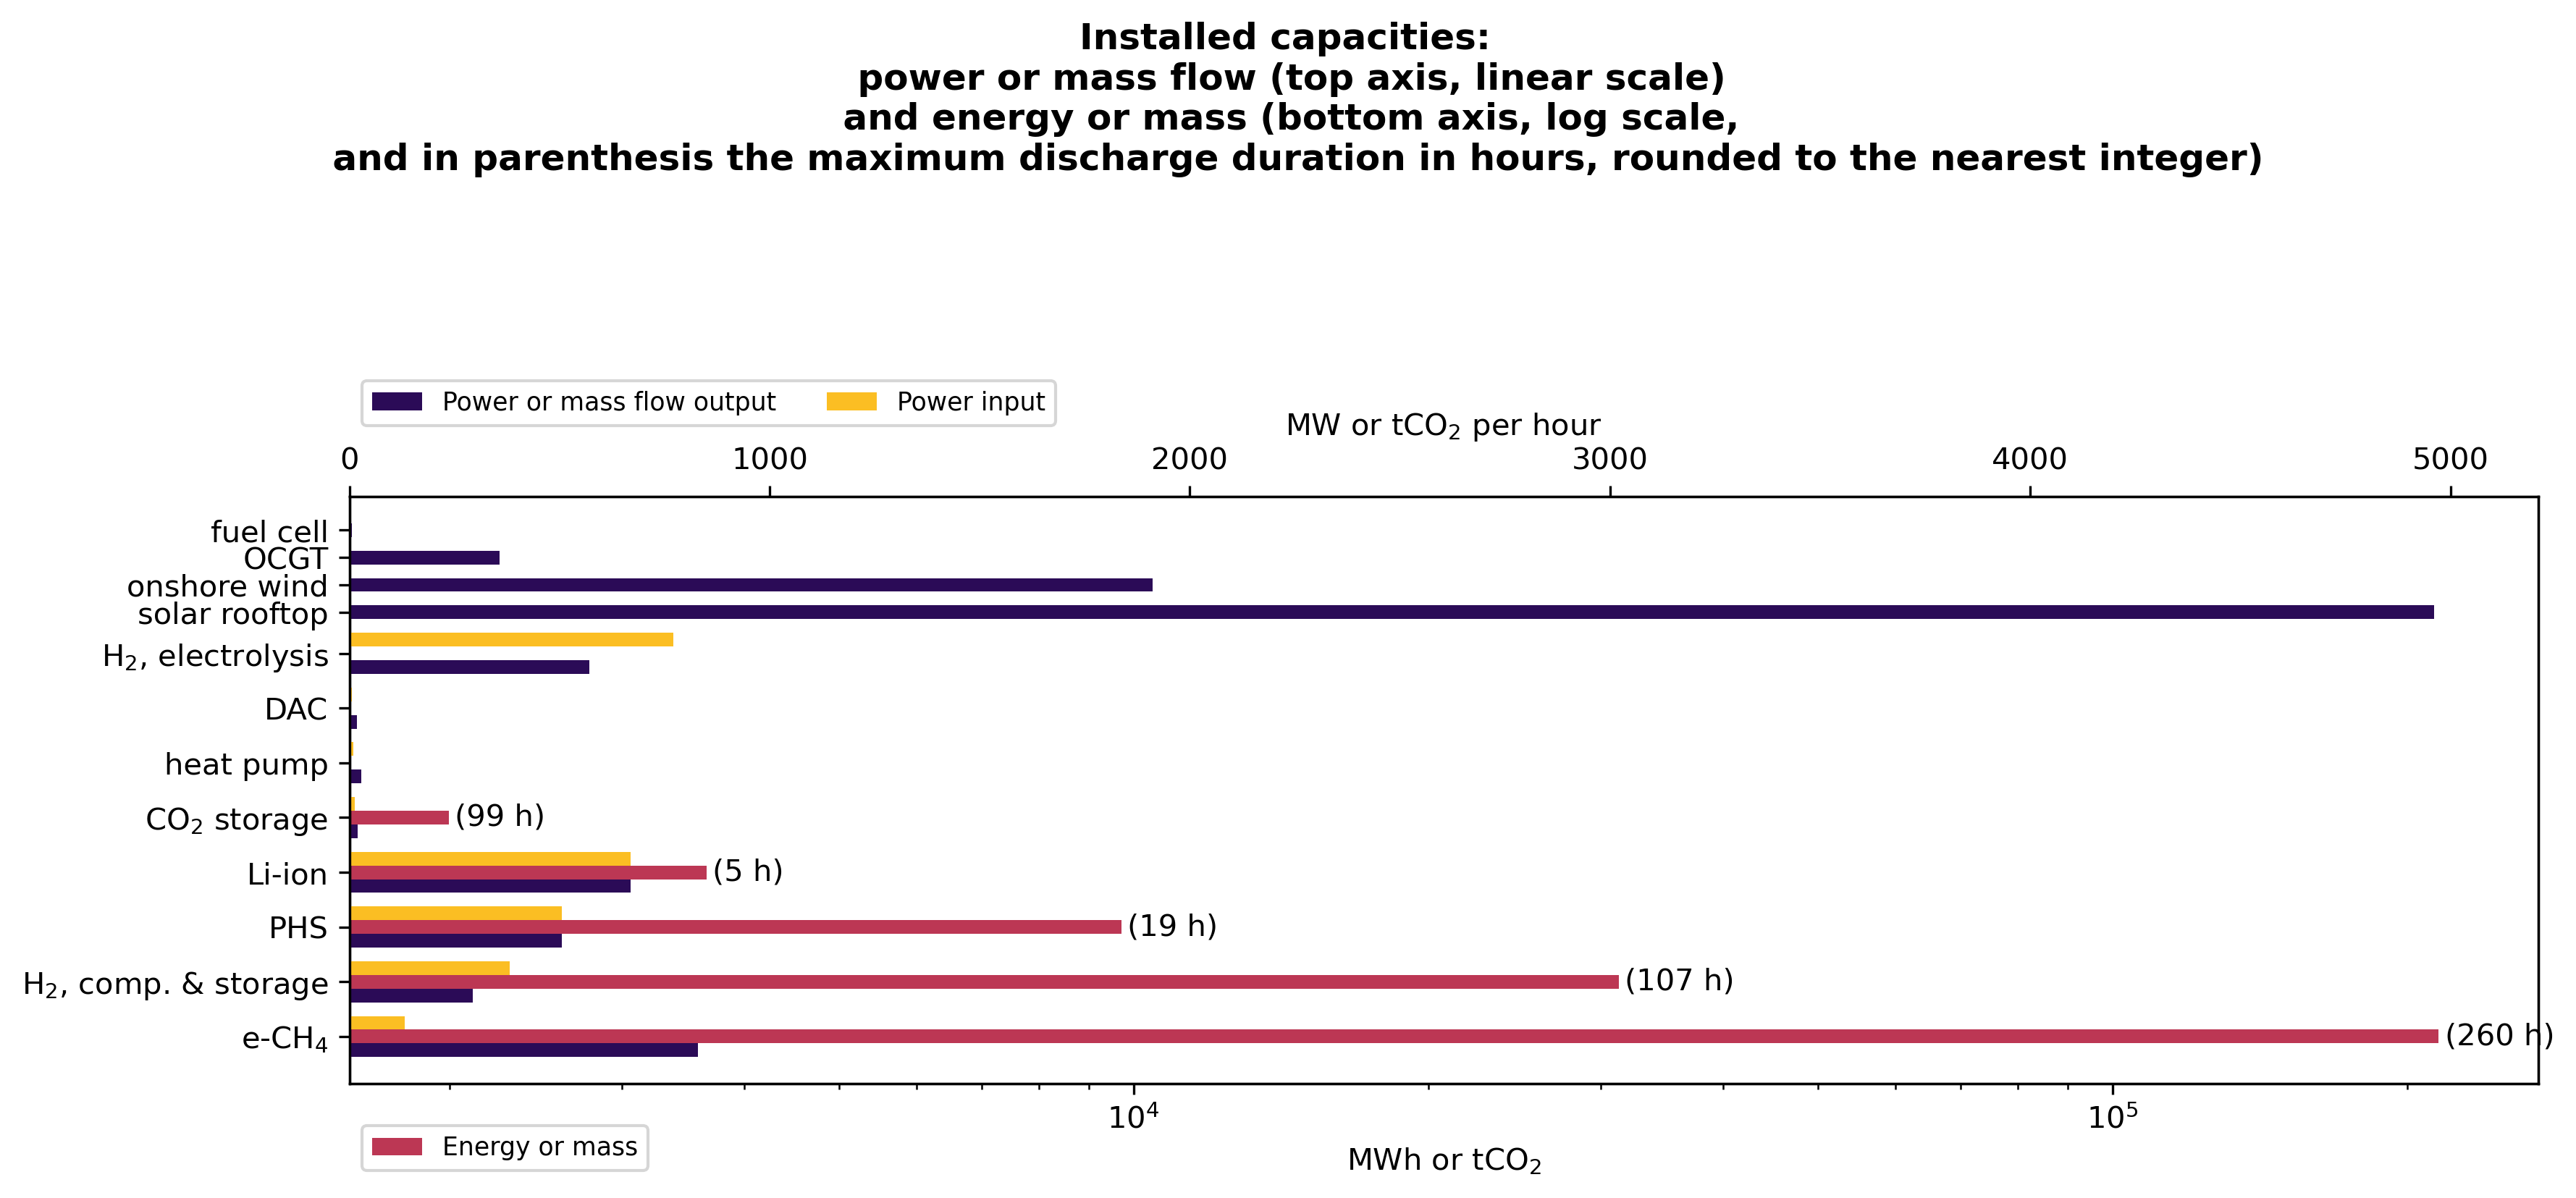 Installed capacities:
power or mass flow (top axis, linear scale)
and energy or mass (bottom axis, log scale,
and in parenthesis the maximum discharge duration in hours, rounded to the nearest integer)
Power or mass flow output Power input
MW or tCO₂ per hour
0 1000 2000 3000 4000 5000
fuel cell
OCGT
onshore wind
solar rooftop
H₂, electrolysis
DAC
heat pump
CO₂ storage (99 h)
Li-ion (5 h)
PHS (19 h)
H₂, comp. & storage (107 h)
e-CH₄ (260 h)
10⁴ 10⁵
Energy or mass
MWh or tCO₂